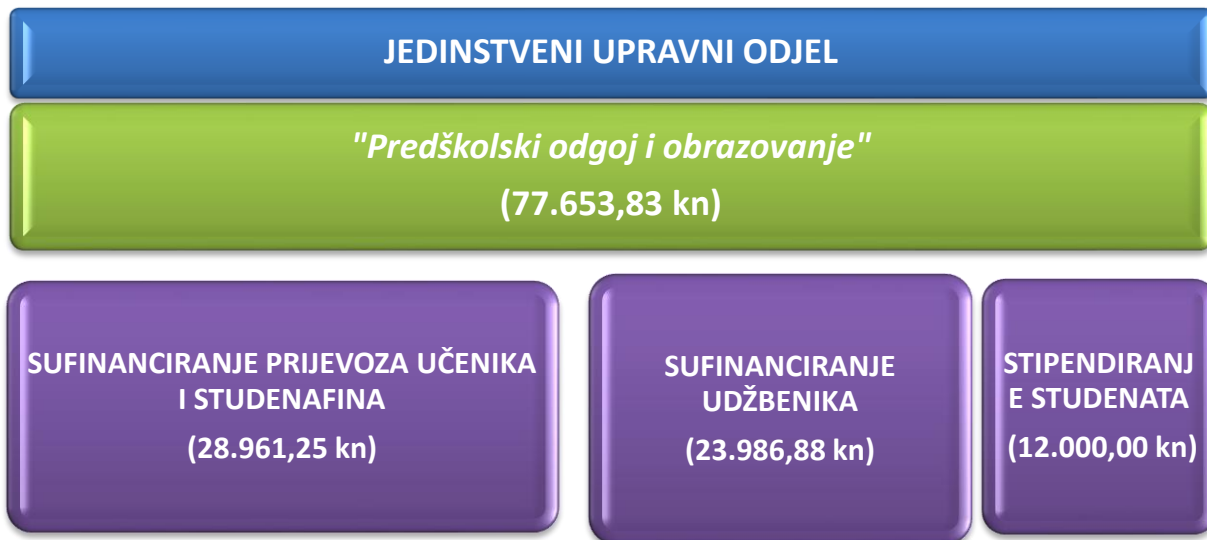 JEDINSTVENI UPRAVNI ODJEL
"Predškolski odgoj i obrazovanje"
(77.653,83 kn)
SUFINANCIRANJE PRIJEVOZA UČENIKA
I STUDENAFINA
(28.961,25 kn)
SUFINANCIRANJE
UDŽBENIKA
(23.986,88 kn)
STIPENDIRANJ
E STUDENATA
(12.000,00 kn)